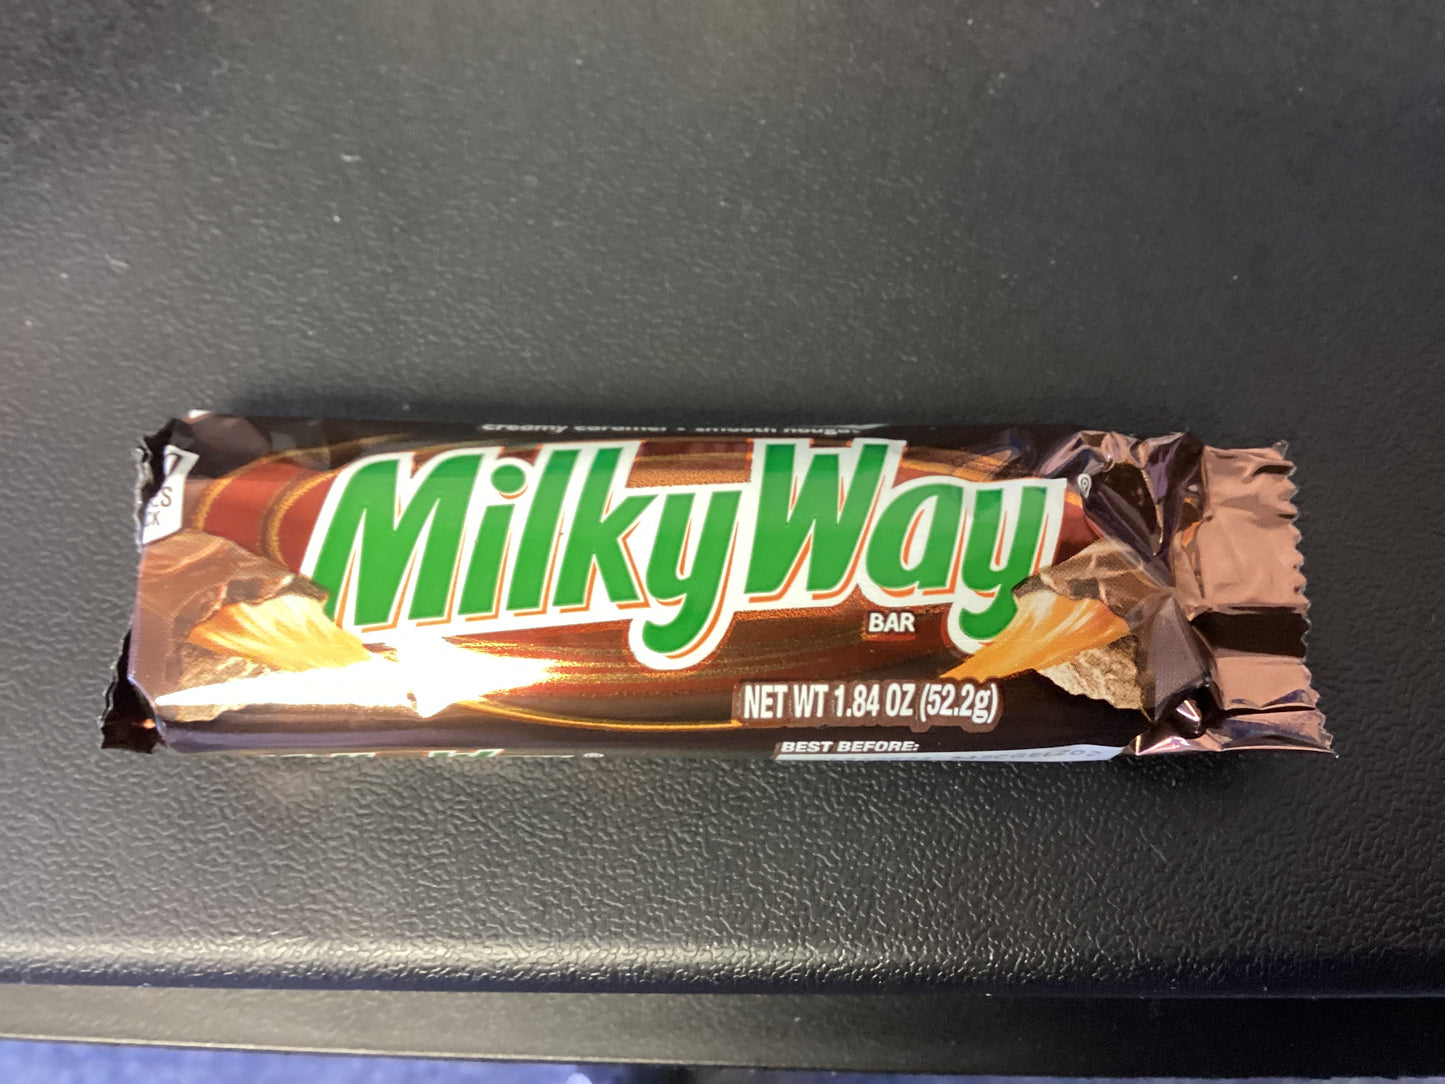 creamy caramel • smooth nougat
MilkyWay®
BAR
NET WT 1.84 OZ (52.2g)
BEST BEFORE: